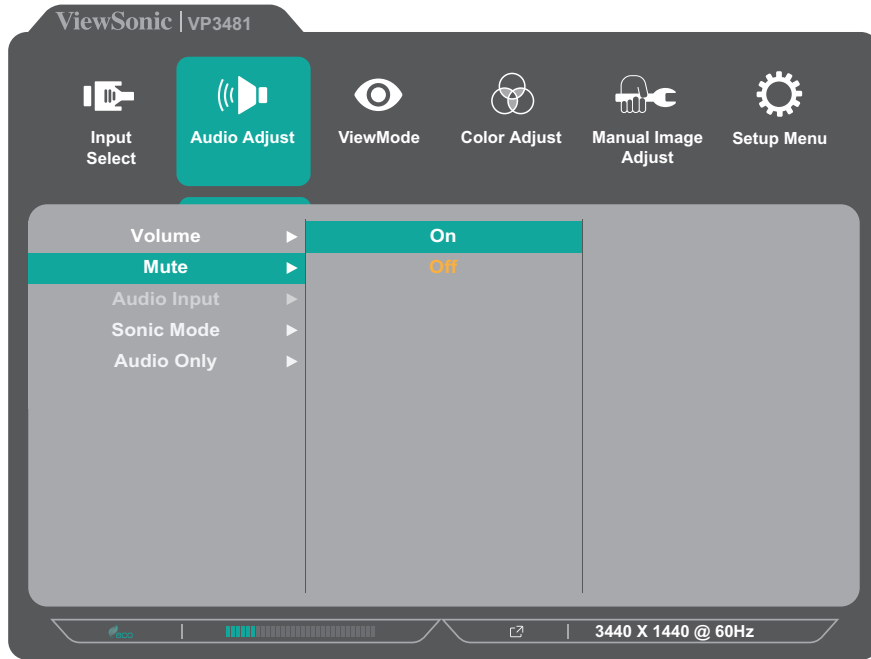 ViewSonic | VP3481
Input
Select
Audio Adjust
ViewMode
Color Adjust
Manual Image
Adjust
Setup Menu
Volume
On
Mute
Off
Audio Input
Sonic Mode
Audio Only
eco
3440 X 1440 @ 60Hz